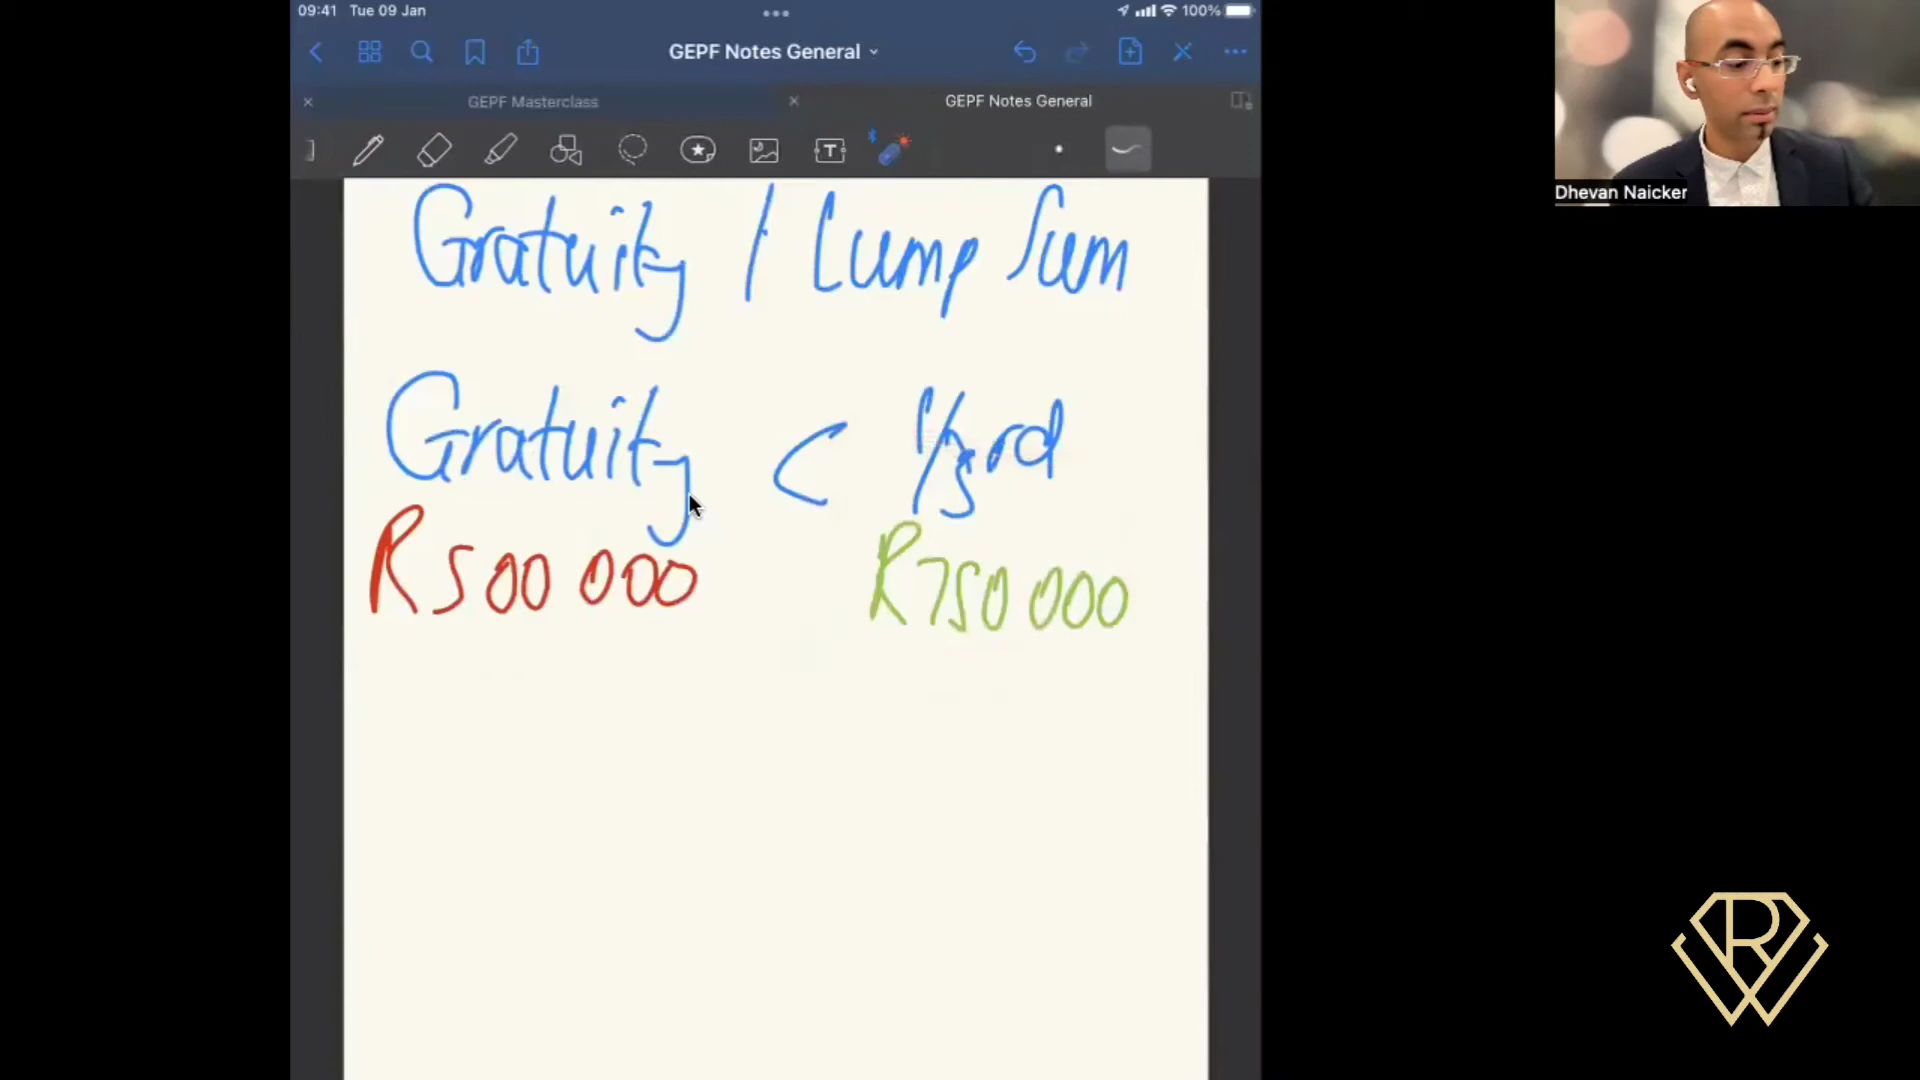 09:41 Tue 09 Jan
100%
GEPF Notes General
GEPF Masterclass
GEPF Notes General
T
Gratuity / Lump Sum
Gratuity < 1/3rd
R500 000
R750 000
Dhevan Naicker
RW